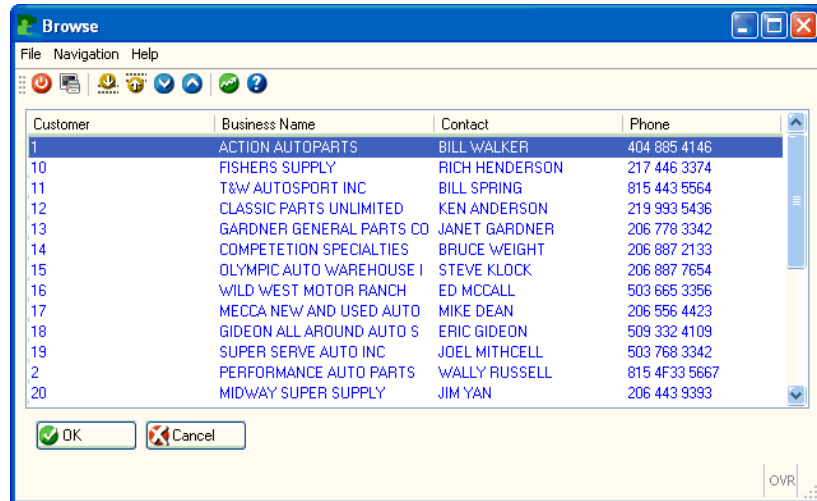 Browse
File Navigation Help
Customer Business Name Contact Phone
1 ACTION AUTOPARTS BILL WALKER 404 885 4146
10 FISHERS SUPPLY RICH HENDERSON 217 446 3374
11 T&W AUTOSPORT INC BILL SPRING 815 443 5564
12 CLASSIC PARTS UNLIMITED KEN ANDERSON 219 993 5436
13 GARDNER GENERAL PARTS CO JANET GARDNER 206 778 3342
14 COMPETETION SPECIALTIES BRUCE WEIGHT 206 887 2133
15 OLYMPIC AUTO WAREHOUSE I STEVE KLOCK 206 887 7654
16 WILD WEST MOTOR RANCH ED MCCALL 503 665 3356
17 MECCA NEW AND USED AUTO MIKE DEAN 206 556 4423
18 GIDEON ALL AROUND AUTO S ERIC GIDEON 509 332 4109
19 SUPER SERVE AUTO INC JOEL MITHCELL 503 768 3342
2 PERFORMANCE AUTO PARTS WALLY RUSSELL 815 4F33 5667
20 MIDWAY SUPER SUPPLY JIM YAN 206 443 9393
OK Cancel
OVR